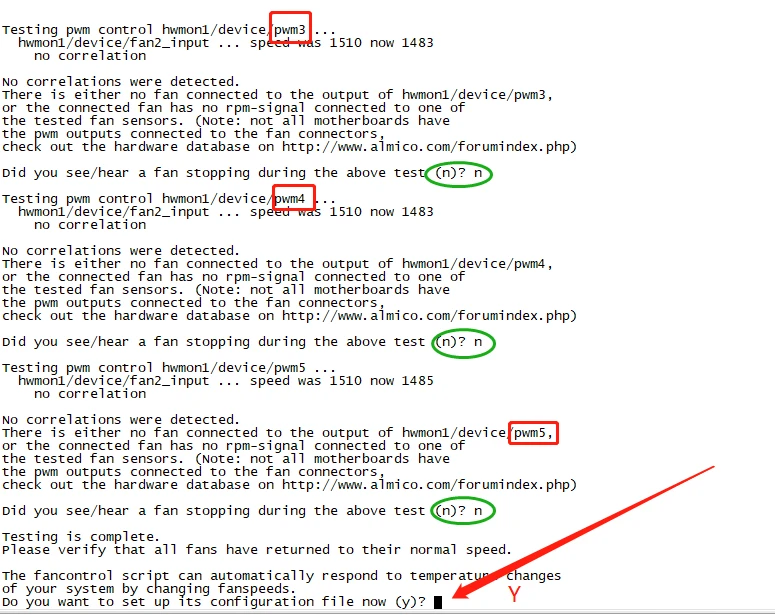 Testing pwm control hwmon1/device/pwm3 ...
hwmon1/device/fan2_input ... speed was 1510 now 1483
no correlation
No correlations were detected.
There is either no fan connected to the output of hwmon1/device/pwm3,
or the connected fan has no rpm-signal connected to one of
the tested fan sensors. (Note: not all motherboards have
the pwm outputs connected to the fan connectors,
check out the hardware database on http://www.almico.com/forumindex.php)
Did you see/hear a fan stopping during the above test (n)? n
Testing pwm control hwmon1/device/pwm4 ...
hwmon1/device/fan2_input ... speed was 1510 now 1483
no correlation
No correlations were detected.
There is either no fan connected to the output of hwmon1/device/pwm4,
or the connected fan has no rpm-signal connected to one of
the tested fan sensors. (Note: not all motherboards have
the pwm outputs connected to the fan connectors,
check out the hardware database on http://www.almico.com/forumindex.php)
Did you see/hear a fan stopping during the above test (n)? n
Testing pwm control hwmon1/device/pwm5 ...
hwmon1/device/fan2_input ... speed was 1510 now 1485
no correlation
No correlations were detected.
There is either no fan connected to the output of hwmon1/device/pwm5,
or the connected fan has no rpm-signal connected to one of
the tested fan sensors. (Note: not all motherboards have
the pwm outputs connected to the fan connectors,
check out the hardware database on http://www.almico.com/forumindex.php)
Did you see/hear a fan stopping during the above test (n)? n
Testing is complete.
Please verify that all fans have returned to their normal speed.
The fancontrol script can automatically respond to temperature changes
of your system by changing fanspeeds.
Do you want to set up its configuration file now (y)?
Y